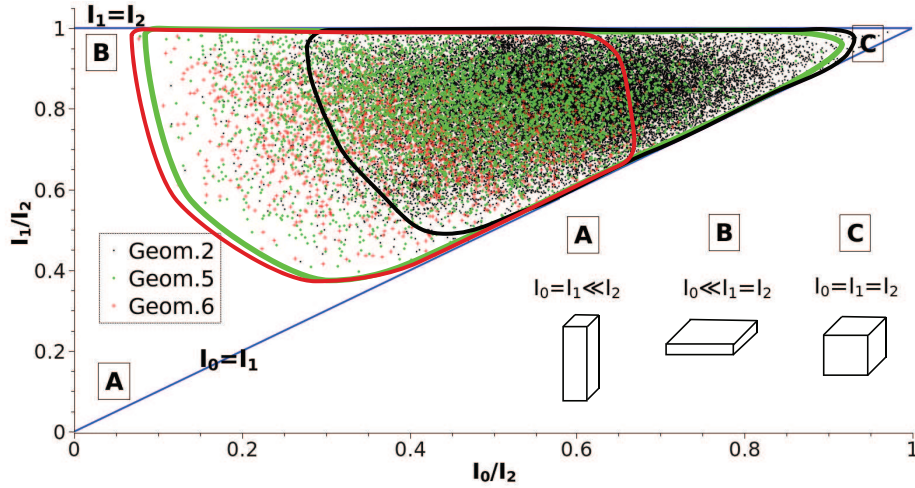 I₁=I₂
1
B
C
0.8
0.6
I₁/I₂
0.4
0.2
0
Geom.2
Geom.5
Geom.6
I₀=I₁
A
A
B
C
I₀=I₁≪I₂
I₀≪I₁=I₂
I₀=I₁=I₂
0
0.2
0.4
0.6
0.8
1
I₀/I₂